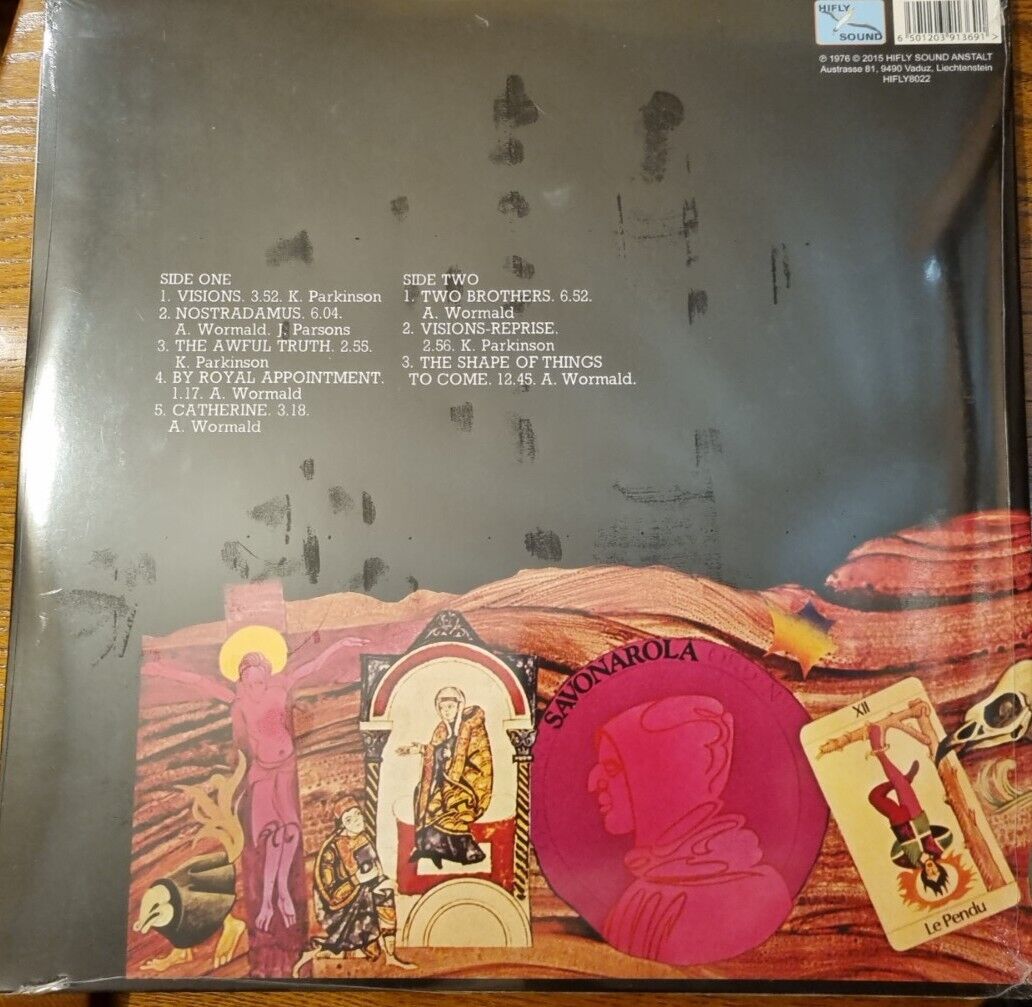 HIFLY
SOUND
6 501203 913691 >
℗ 1976 © 2015 HIFLY SOUND ANSTALT
Austrasse 81, 9490 Vaduz, Liechtenstein
HIFLY8022
SIDE ONE
1. VISIONS. 3.52. K. Parkinson
2. NOSTRADAMUS. 6.04.
A. Wormald. J. Parsons
3. THE AWFUL TRUTH. 2.55.
K. Parkinson
4. BY ROYAL APPOINTMENT.
1.17. A. Wormald
5. CATHERINE. 3.18.
A. Wormald
SIDE TWO
1. TWO BROTHERS. 6.52.
A. Wormald
2. VISIONS-REPRISE.
2.56. K. Parkinson
3. THE SHAPE OF THINGS
TO COME. 12.45. A. Wormald.
SAVONAROLA
XII
Le Pendu